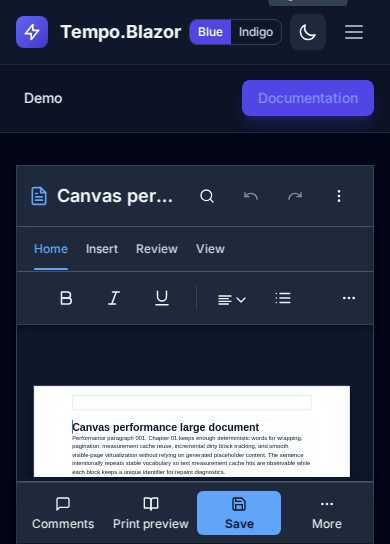 Tempo.Blazor
Blue
Indigo
Demo
Documentation
Canvas per...
Home
Insert
Review
View
B
I
U
Canvas performance large document
Performance paragraph 001. Chapter 01 keeps enough deterministic words for wrapping,
pagination, measurement cache reuse, incremental dirty block tracking, and smooth
visible-page virtualization without relying on generated placeholder content. The sentence
intentionally repeats stable vocabulary so text measurement cache hits are observable while
each block keeps a unique identifier for repaint diagnostics.
Comments
Print preview
Save
More